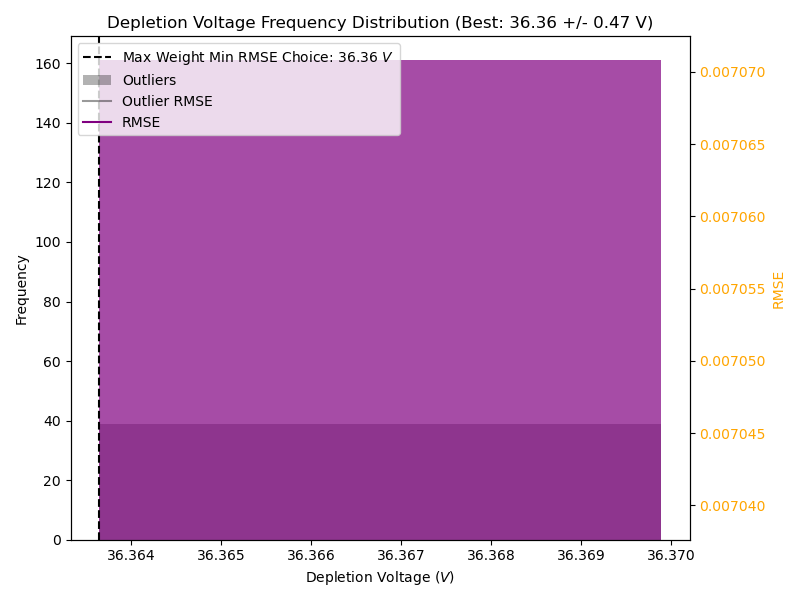 Depletion Voltage Frequency Distribution (Best: 36.36 +/- 0.47 V)
Max Weight Min RMSE Choice: 36.36 V
Outliers
Outlier RMSE
RMSE
Frequency
160
140
120
100
80
60
40
20
0
36.364
36.365
36.366
36.367
36.368
36.369
36.370
Depletion Voltage (V)
0.007070
0.007065
0.007060
0.007055
0.007050
0.007045
0.007040
RMSE